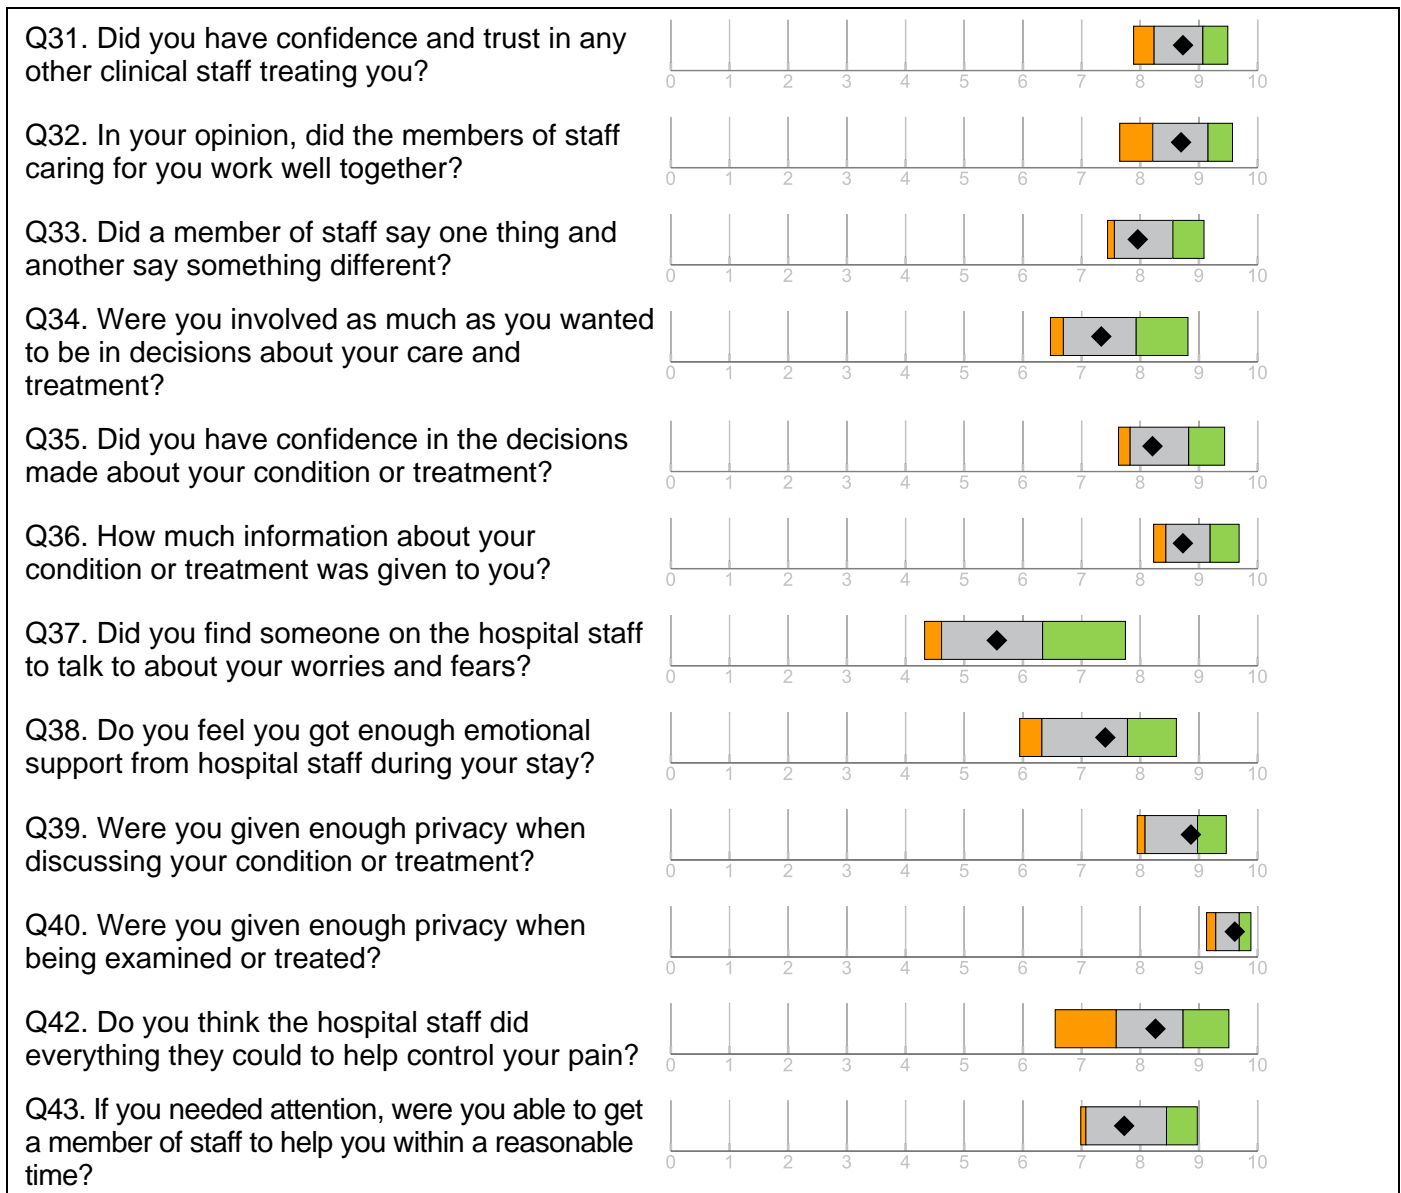 Q31. Did you have confidence and trust in any
other clinical staff treating you?
0 1 2 3 4 5 6 7 8 9 10
Q32. In your opinion, did the members of staff
caring for you work well together?
0 1 2 3 4 5 6 7 8 9 10
Q33. Did a member of staff say one thing and
another say something different?
0 1 2 3 4 5 6 7 8 9 10
Q34. Were you involved as much as you wanted
to be in decisions about your care and
treatment?
0 1 2 3 4 5 6 7 8 9 10
Q35. Did you have confidence in the decisions
made about your condition or treatment?
0 1 2 3 4 5 6 7 8 9 10
Q36. How much information about your
condition or treatment was given to you?
0 1 2 3 4 5 6 7 8 9 10
Q37. Did you find someone on the hospital staff
to talk to about your worries and fears?
0 1 2 3 4 5 6 7 8 9 10
Q38. Do you feel you got enough emotional
support from hospital staff during your stay?
0 1 2 3 4 5 6 7 8 9 10
Q39. Were you given enough privacy when
discussing your condition or treatment?
0 1 2 3 4 5 6 7 8 9 10
Q40. Were you given enough privacy when
being examined or treated?
0 1 2 3 4 5 6 7 8 9 10
Q42. Do you think the hospital staff did
everything they could to help control your pain?
0 1 2 3 4 5 6 7 8 9 10
Q43. If you needed attention, were you able to get
a member of staff to help you within a reasonable
time?
0 1 2 3 4 5 6 7 8 9 10